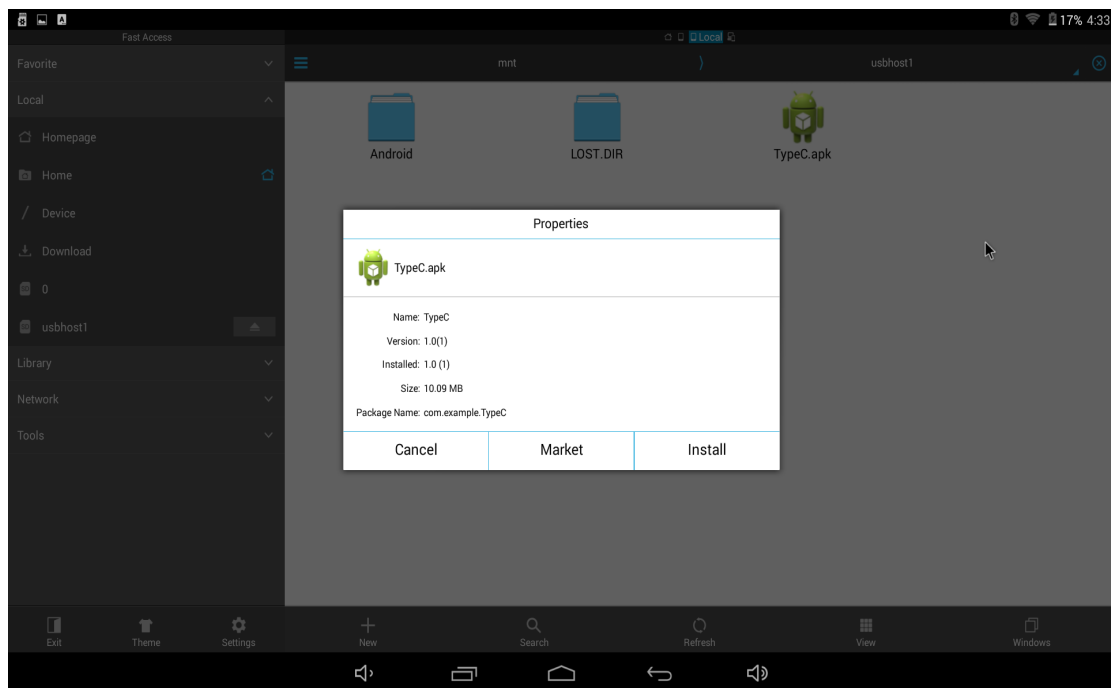 17% 4:33
Fast Access
Local
Favorite
mnt
usbhost1
Local
Homepage
Home
Device
Download
0
usbhost1
Library
Network
Tools
Android
LOST.DIR
TypeC.apk
Properties
TypeC.apk
Name: TypeC
Version: 1.0(1)
Installed: 1.0 (1)
Size: 10.09 MB
Package Name: com.example.TypeC
Cancel
Market
Install
Exit
Theme
Settings
New
Search
Refresh
View
Windows